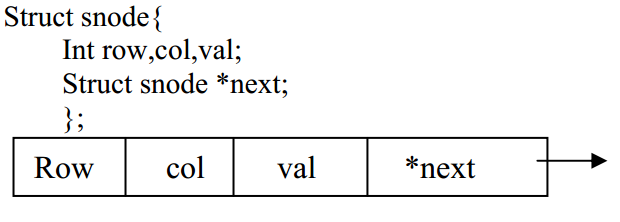 Struct snode{
Int row,col,val;
Struct snode *next;
};
Row col val *next